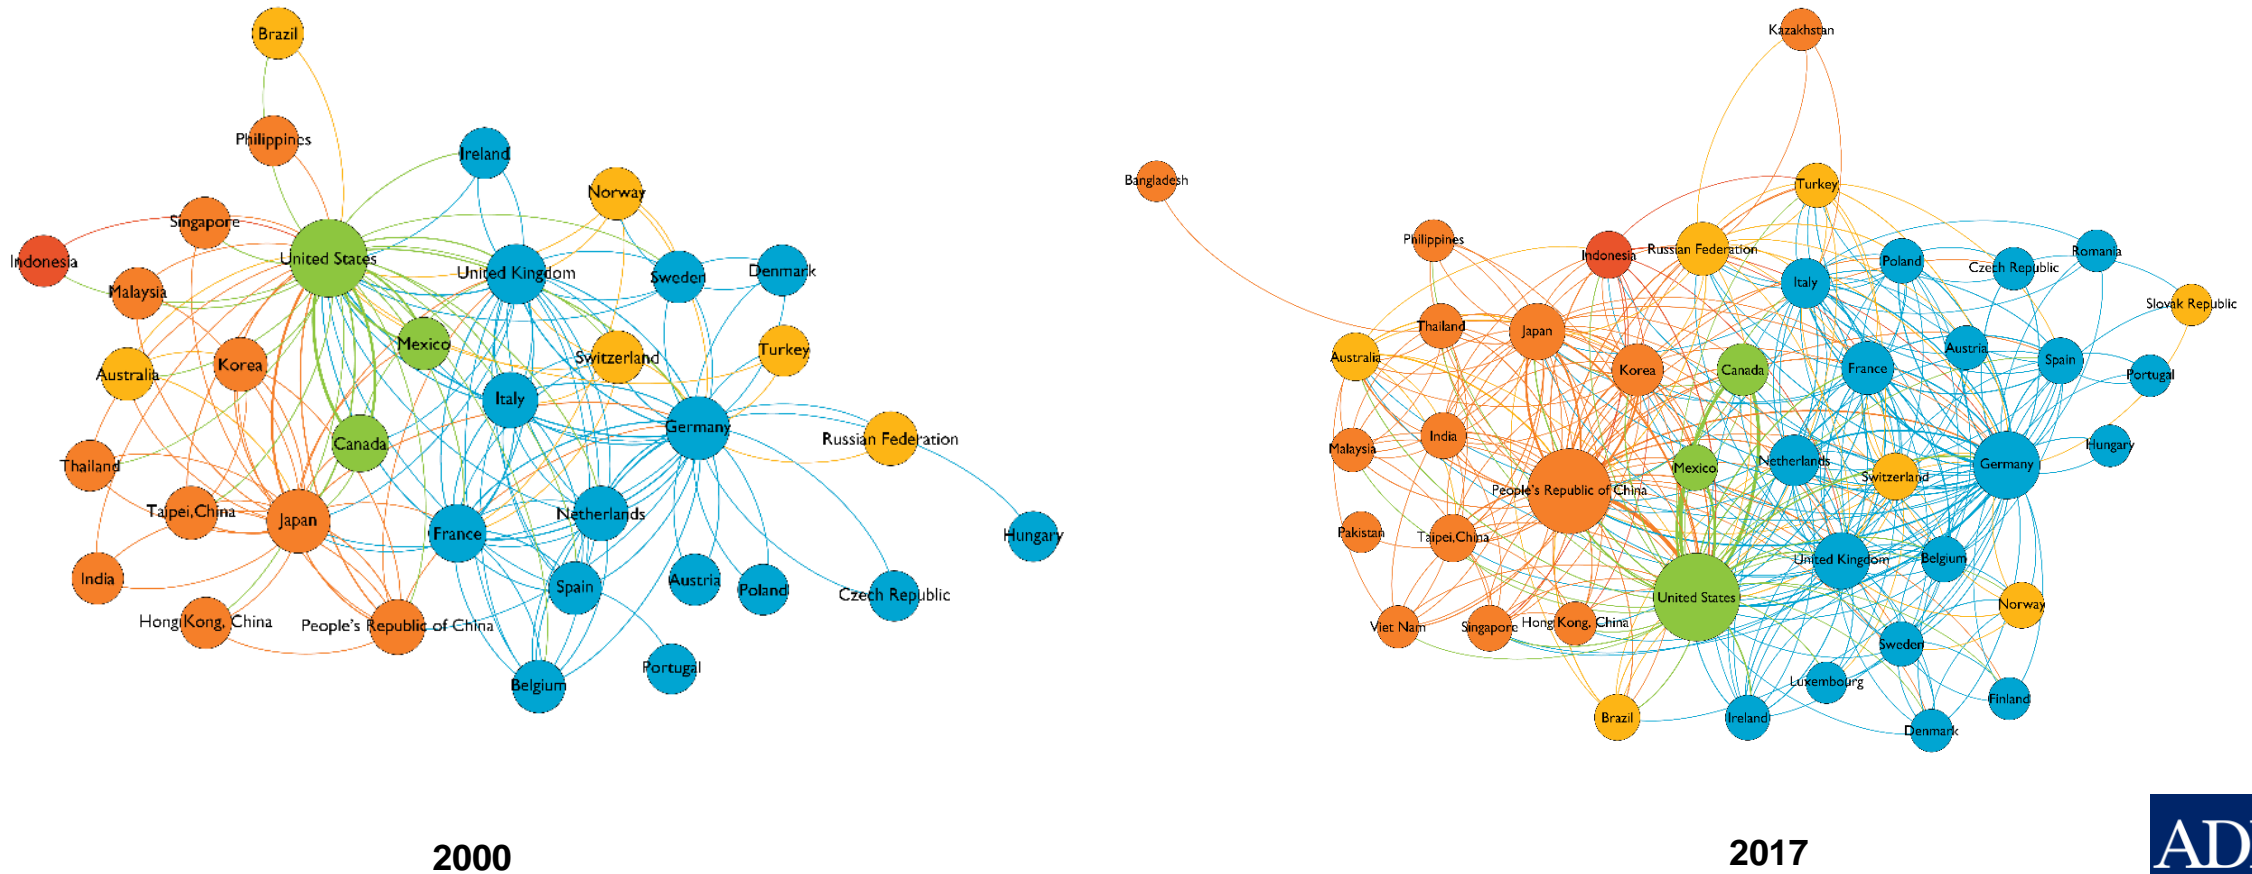 Brazil
Philippines
Ireland
Norway
Singapore
Indonesia
United States
United Kingdom
Sweden
Denmark
Malaysia
Mexico
Switzerland
Turkey
Australia
Korea
Italy
Germany
Canada
Russian Federation
Thailand
Taipei,China
Japan
France
Netherlands
Hungary
India
Spain
Austria
Poland
Czech Republic
Hong Kong, China
People's Republic of China
Portugal
Belgium
2000
Kazakhstan
Bangladesh
Turkey
Philippines
Indonesia
Russian Federation
Poland
Czech Republic
Romania
Italy
Slovak Republic
Thailand
Japan
Australia
Korea
Canada
France
Austria
Spain
Portugal
India
Malaysia
Mexico
Netherlands
Switzerland
Germany
Hungary
People's Republic of China
Pakistan
Taipei,China
United Kingdom
Belgium
United States
Norway
Viet Nam
Singapore
Hong Kong, China
Sweden
Luxembourg
Finland
Brazil
Ireland
Denmark
2017